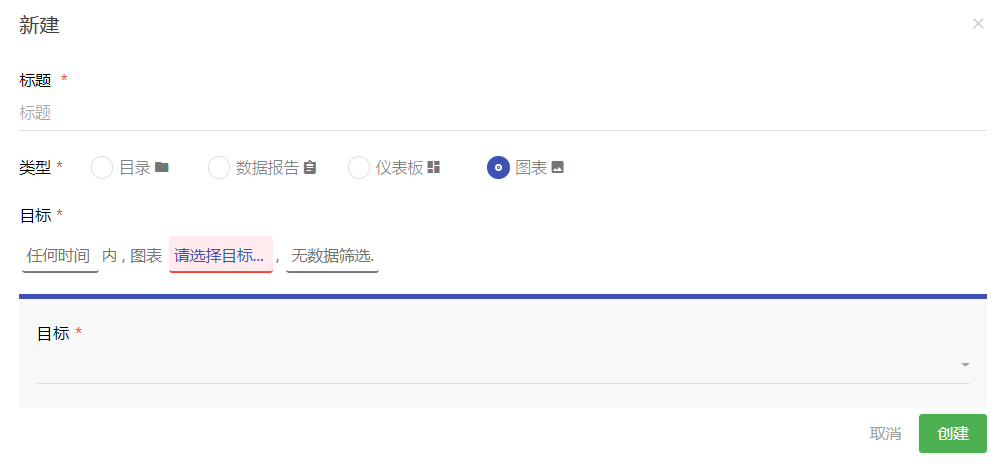 新建
标题 *
标题
类型 * 目录 数据报告 仪表板 图表
目标 *
任何时间 内 , 图表 请选择目标... , 无数据筛选.
目标 *
取消 创建